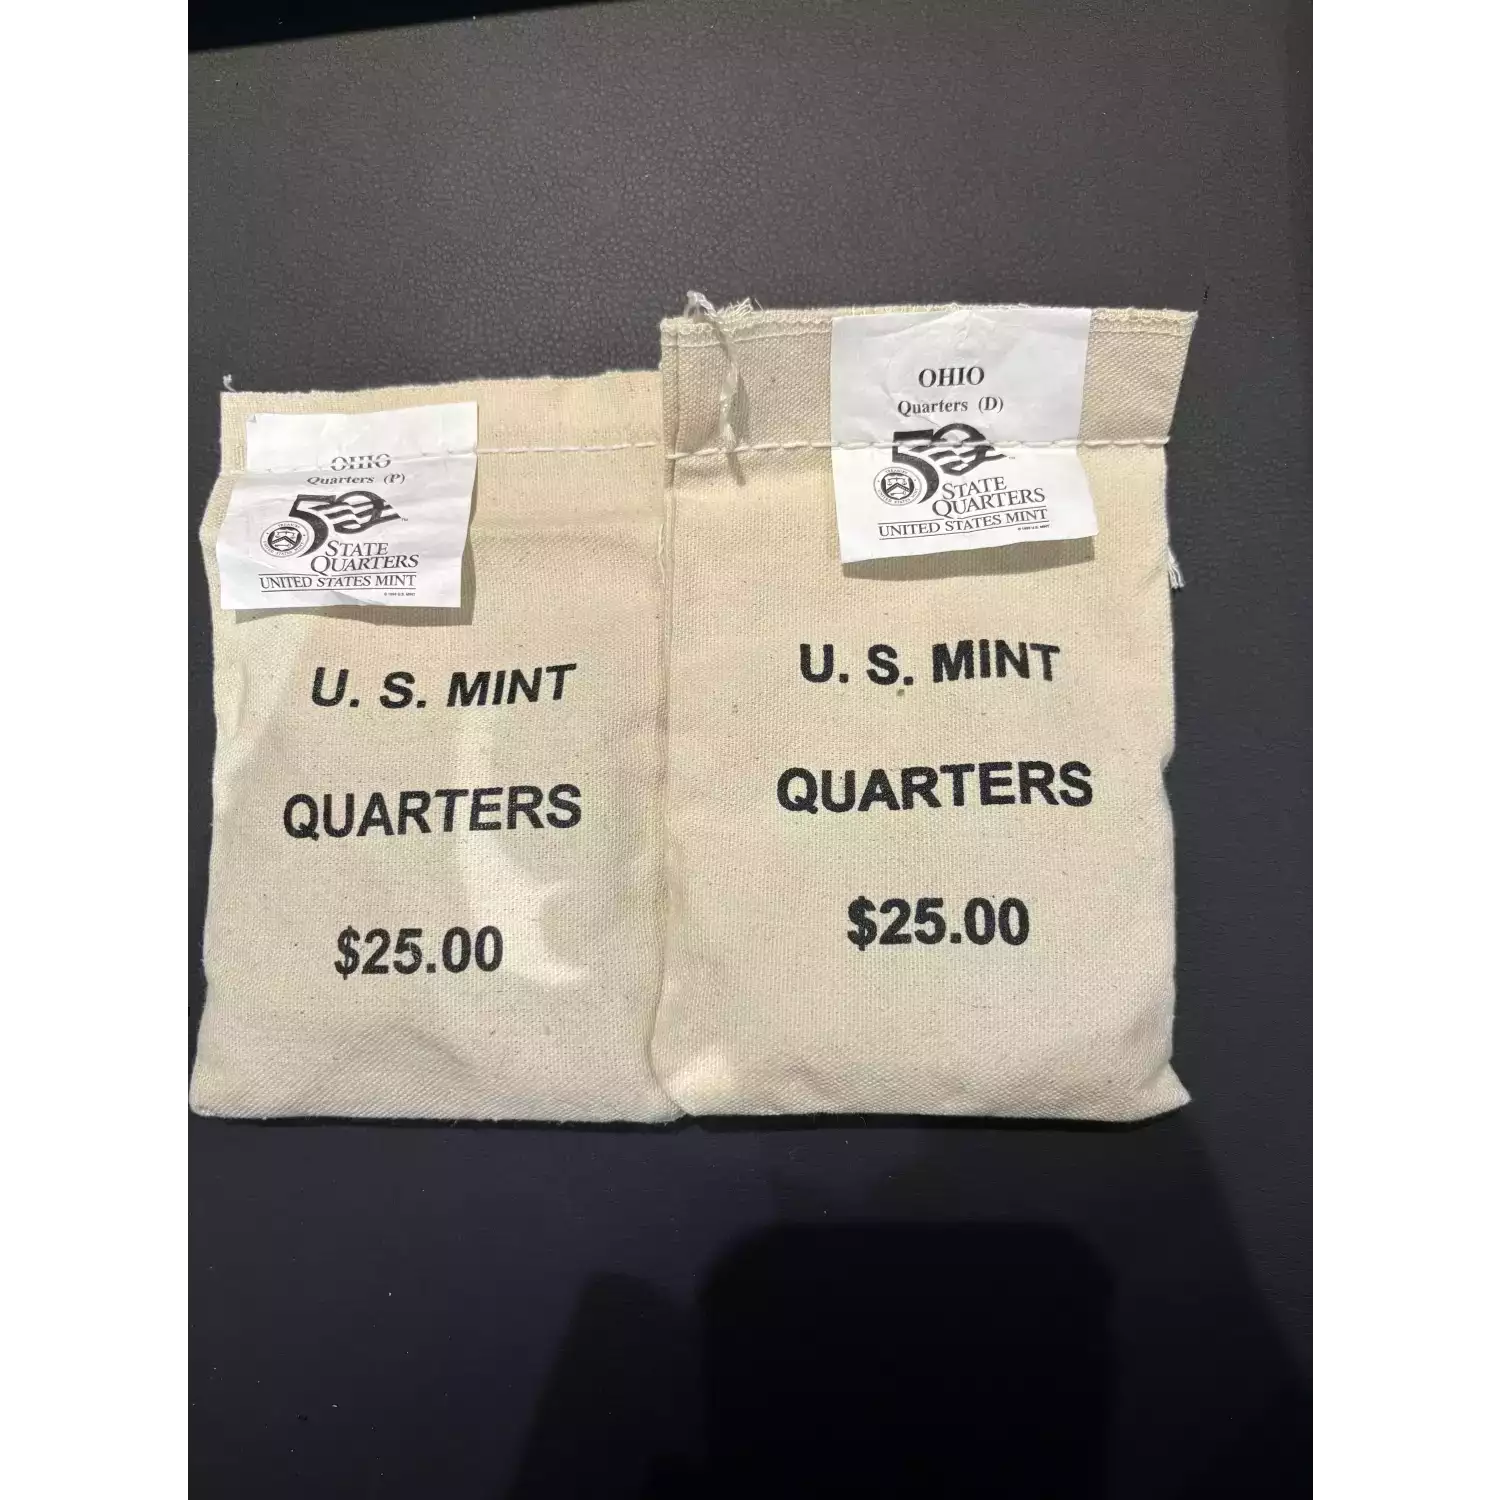 OHIO
Quarters (P)
50
STATE
QUARTERS
UNITED STATES MINT
U. S. MINT
QUARTERS
$25.00
OHIO
Quarters (D)
50
STATE
QUARTERS
UNITED STATES MINT
U. S. MINT
QUARTERS
$25.00